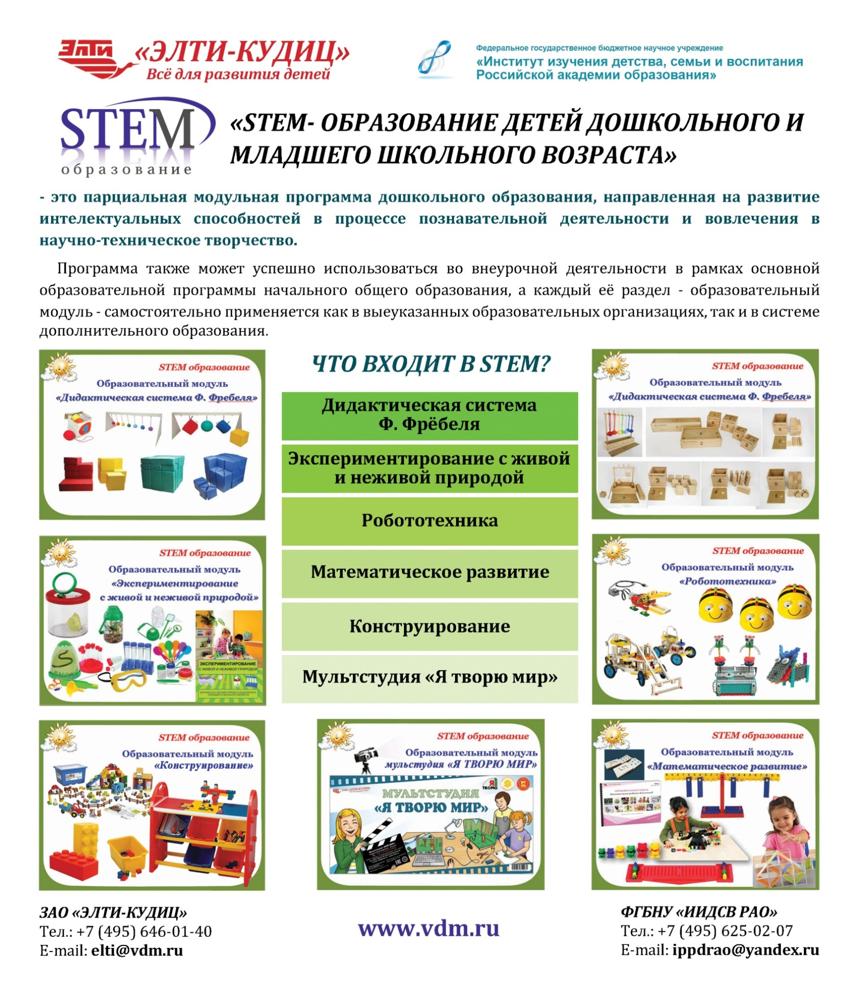 ЭлТи «ЭЛТИ-КУДИЦ»
Всё для развития детей
Федеральное государственное бюджетное научное учреждение
«Институт изучения детства, семьи и воспитания
Российской академии образования»
STEM
образование
«STEM- ОБРАЗОВАНИЕ ДЕТЕЙ ДОШКОЛЬНОГО И
МЛАДШЕГО ШКОЛЬНОГО ВОЗРАСТА»
- это парциальная модульная программа дошкольного образования, направленная на развитие
интелектуальных способностей в процессе познавательной деятельности и вовлечения в
научно-техническое творчество.
Программа также может успешно использоваться во внеурочной деятельности в рамках основной
образовательной программы начального общего образования, а каждый её раздел - образовательный
модуль - самостоятельно применяется как в выеуказанных образовательных организациях, так и в системе
дополнительного образования.
STEM образование
Образовательный модуль
«Дидактическая система Ф. Фребеля»
ЧТО ВХОДИТ В STEM?
Дидактическая система
Ф. Фрёбеля
Экспериментирование с живой
и неживой природой
Робототехника
Математическое развитие
Конструирование
Мультстудия «Я творю мир»
STEM образование
Образовательный модуль
«Дидактическая система Ф. Фребеля»
STEM образование
Образовательный модуль
«Экспериментирование
с живой и неживой природой»
ЭКСПЕРИМЕНТИРОВАНИЕ
С ЖИВОЙ И НЕЖИВОЙ ПРИРОДОЙ
STEM образование
Образовательный модуль
«Робототехника»
STEM образование
Образовательный модуль
«Конструирование»
STEM образование
Образовательный модуль
мульстудия «Я ТВОРЮ МИР»
ЗАО «ЭЛТИ-КУДИЦ»
Я ТВОРЮ МИР
МУЛЬТСТУДИЯ
«Я ТВОРЮ МИР»
STEM образование
Образовательный модуль
«Математическое развитие»
ЗАО «ЭЛТИ-КУДИЦ»
Тел.: +7 (495) 646-01-40
E-mail: elti@vdm.ru
www.vdm.ru
ФГБНУ «ИИДСВ РАО»
Тел.: +7 (495) 625-02-07
E-mail: ippdrao@yandex.ru